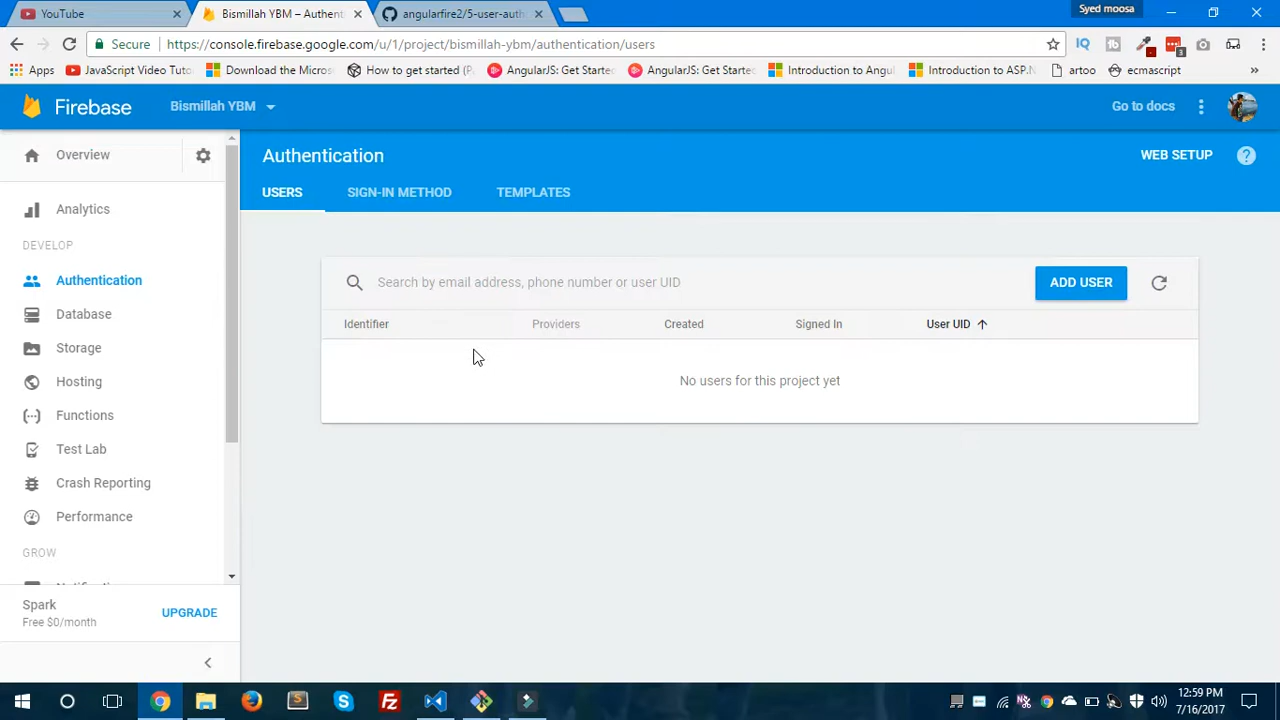 Syed moosa
YouTube
Bismillah YBM – Authenti
angularfire2/5-user-auth
Secure
https://console.firebase.google.com/u/1/project/bismillah-ybm/authentication/users
Apps
JavaScript Video Tuto
Download the Micros
How to get started (P
AngularJS: Get Starte
AngularJS: Get Starte
Introduction to Angul
Introduction to ASP.N
artoo
ecmascript
Firebase
Bismillah YBM
Go to docs
Overview
Authentication
WEB SETUP
USERS
SIGN-IN METHOD
TEMPLATES
Analytics
DEVELOP
Authentication
Database
Storage
Hosting
Functions
Test Lab
Crash Reporting
Performance
GROW
Search by email address, phone number or user UID
ADD USER
Identifier
Providers
Created
Signed In
User UID
No users for this project yet
Spark
Free $0/month
UPGRADE
12:59 PM
7/16/2017